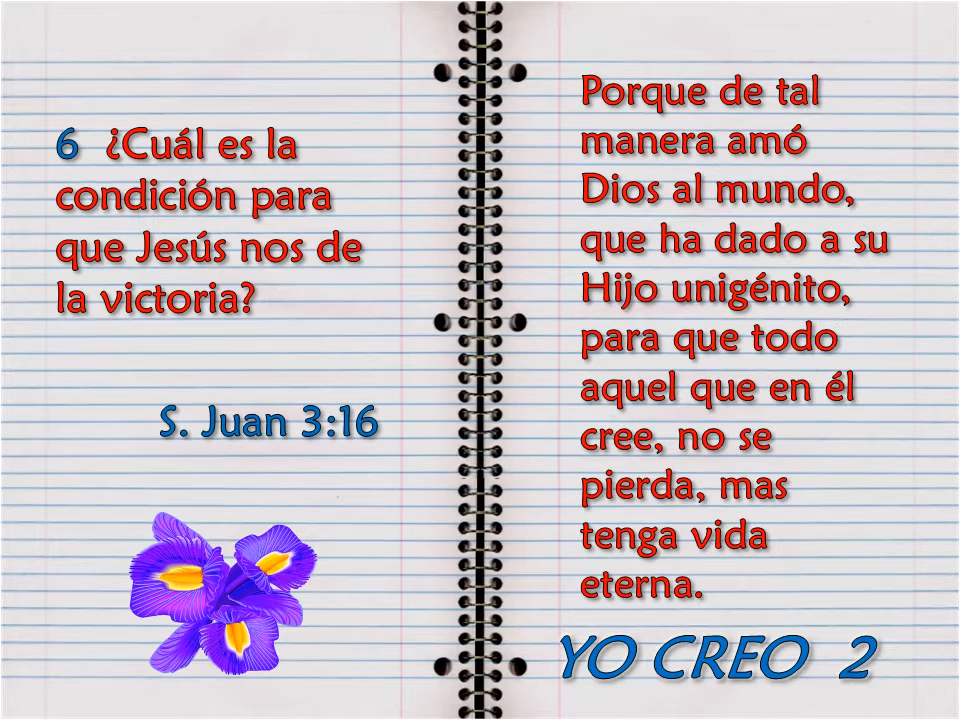 6 ¿Cuál es la
condición para
que Jesús nos de
la victoria?
S. Juan 3:16
Porque de tal
manera amó
Dios al mundo,
que ha dado a su
Hijo unigénito,
para que todo
aquel que en él
cree, no se
pierda, mas
tenga vida
eterna.
YO CREO 2